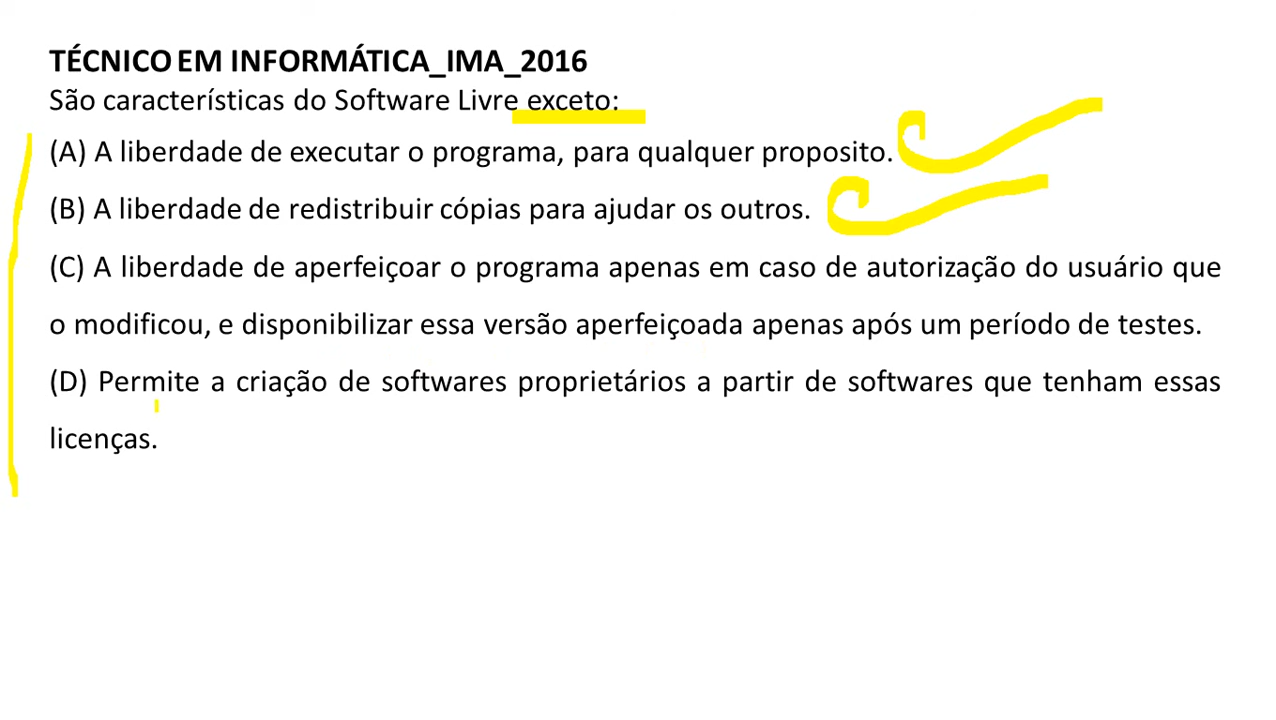 TÉCNICO EM INFORMÁTICA_IMA_2016
São características do Software Livre exceto:
(A) A liberdade de executar o programa, para qualquer proposito.
(B) A liberdade de redistribuir cópias para ajudar os outros.
(C) A liberdade de aperfeiçoar o programa apenas em caso de autorização do usuário que
o modificou, e disponibilizar essa versão aperfeiçoada apenas após um período de testes.
(D) Permite a criação de softwares proprietários a partir de softwares que tenham essas
licenças.